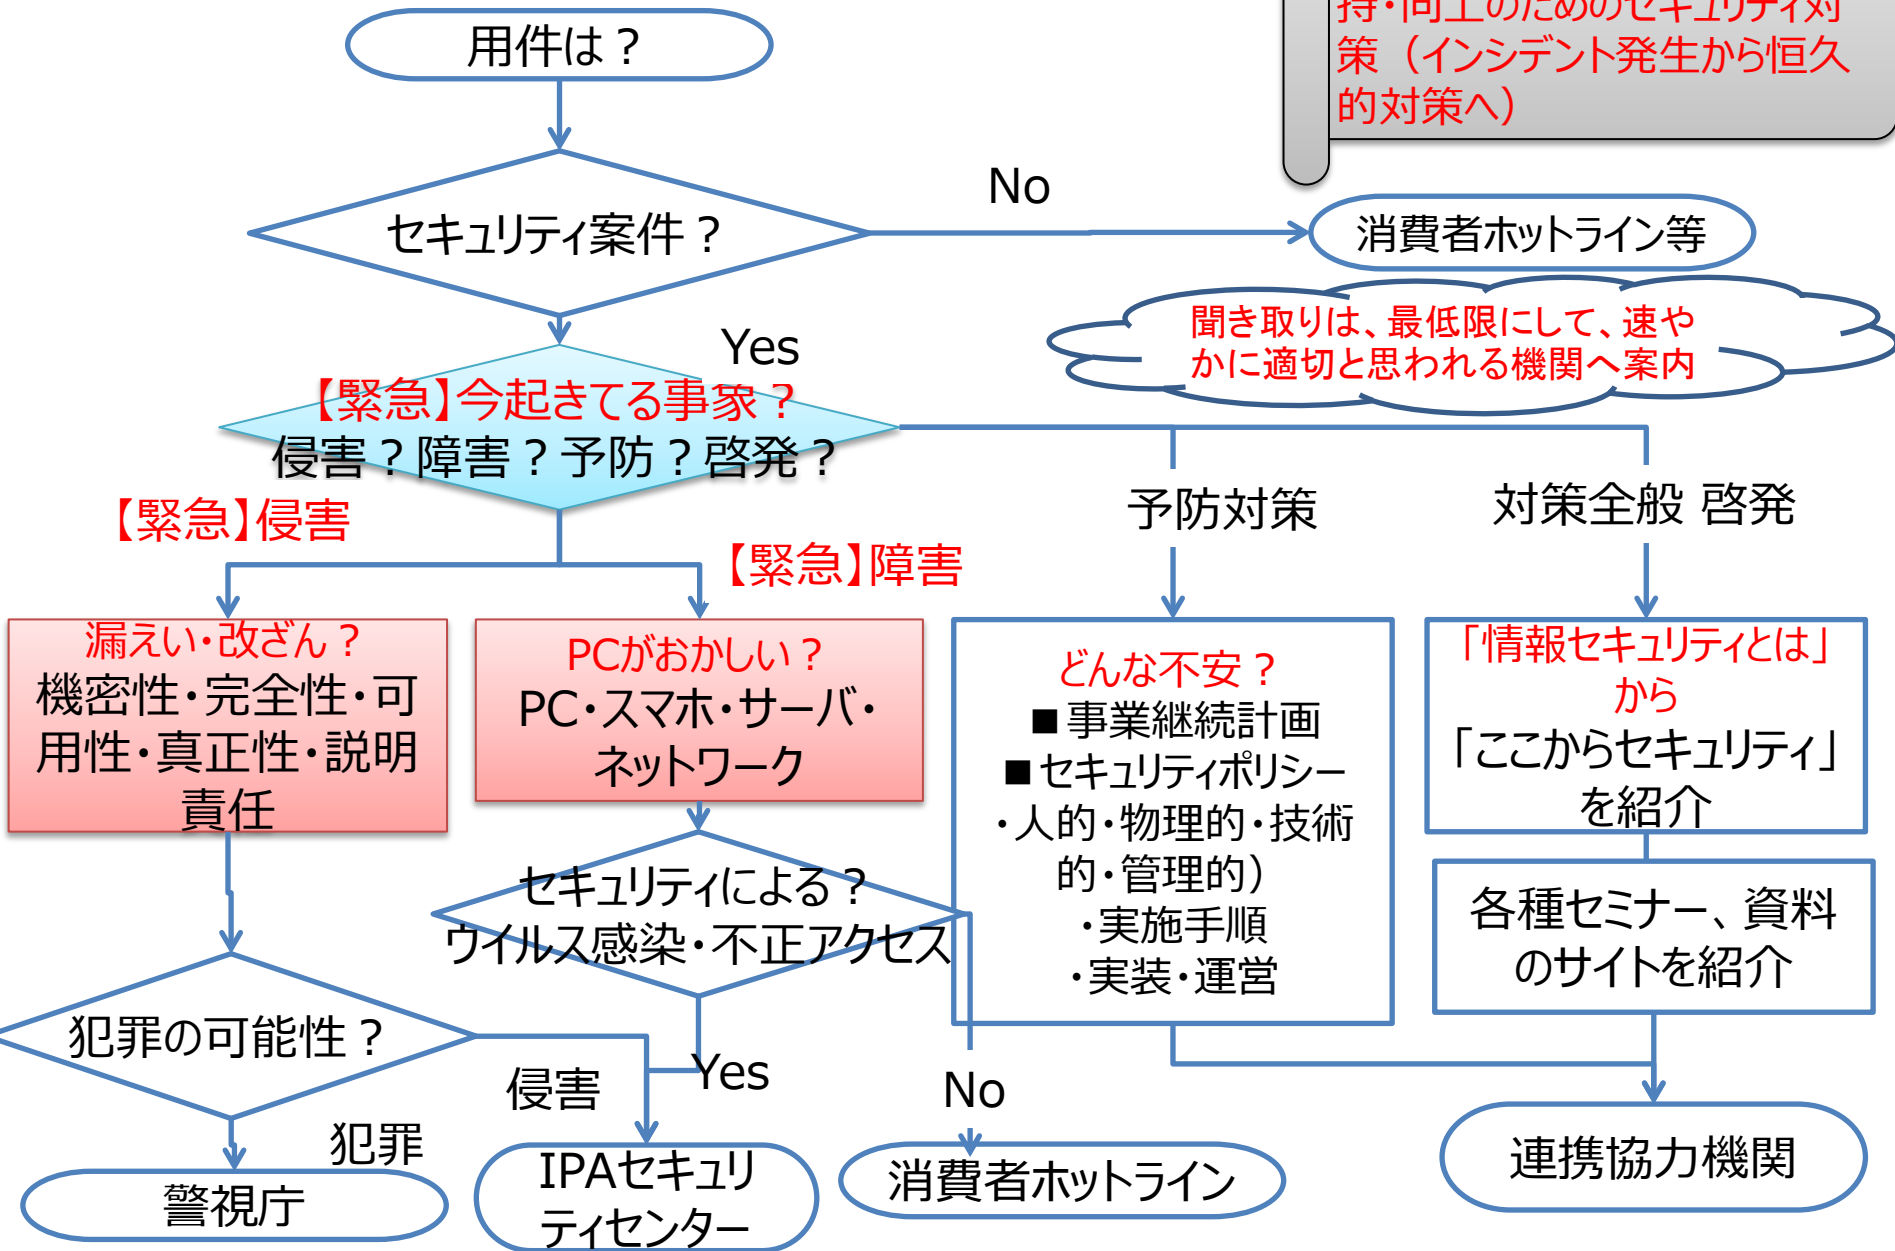 用件は？
持・向上のためのセキュリティ対
策（インシデント発生から恒久
的対策へ）
セキュリティ案件？
No
消費者ホットライン等
聞き取りは、最低限にして、速や
かに適切と思われる機関へ案内
Yes
【緊急】今起きてる事象？
侵害？障害？予防？啓発？
【緊急】侵害
【緊急】障害
予防対策
対策全般 啓発
漏えい・改ざん？
機密性・完全性・可
用性・真正性・説明
責任
PCがおかしい？
PC・スマホ・サーバ・
ネットワーク
どんな不安？
■事業継続計画
■セキュリティポリシー
・人的・物理的・技術
的・管理的）
・実施手順
・実装・運営
「情報セキュリティとは」
から
「ここからセキュリティ」
を紹介
セキュリティによる？
ウイルス感染・不正アクセス
各種セミナー、資料
のサイトを紹介
犯罪の可能性？
侵害
Yes
No
犯罪
警視庁
IPAセキュリ
ティセンター
消費者ホットライン
連携協力機関